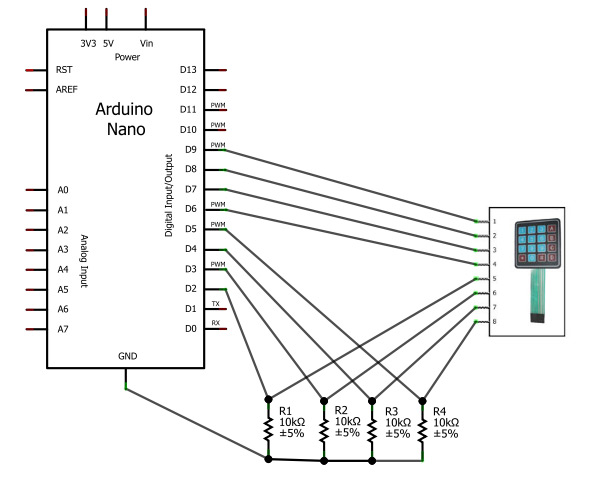 3V3 5V Vin
Power
RST
AREF
Arduino
Nano
A0
A1
A2
A3
A4
A5
A6
A7
Analog Input
Digital Input/Output
D13
D12
D11 PWM
D10 PWM
D9 PWM
D8
D7
D6 PWM
D5 PWM
D4
D3 PWM
D2
D1 TX
D0 RX
GND
1
2
3
4
5
6
7
8
R1
10kΩ
±5%
R2
10kΩ
±5%
R3
10kΩ
±5%
R4
10kΩ
±5%